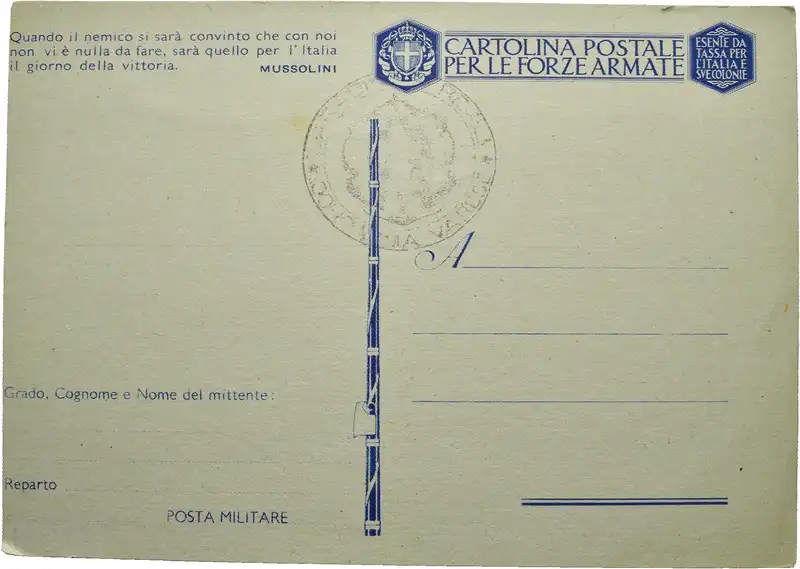 Quando il nemico si sarà convinto che con noi
non vi è nulla da fare, sarà quello per l'Italia
il giorno della vittoria.
MUSSOLINI
CARTOLINA POSTALE
PER LE FORZE ARMATE
ESENTE DA
TASSA PER
L'ITALIA E
SVE COLONIE
A
Grado, Cognome e Nome del mittente:
Reparto
POSTA MILITARE